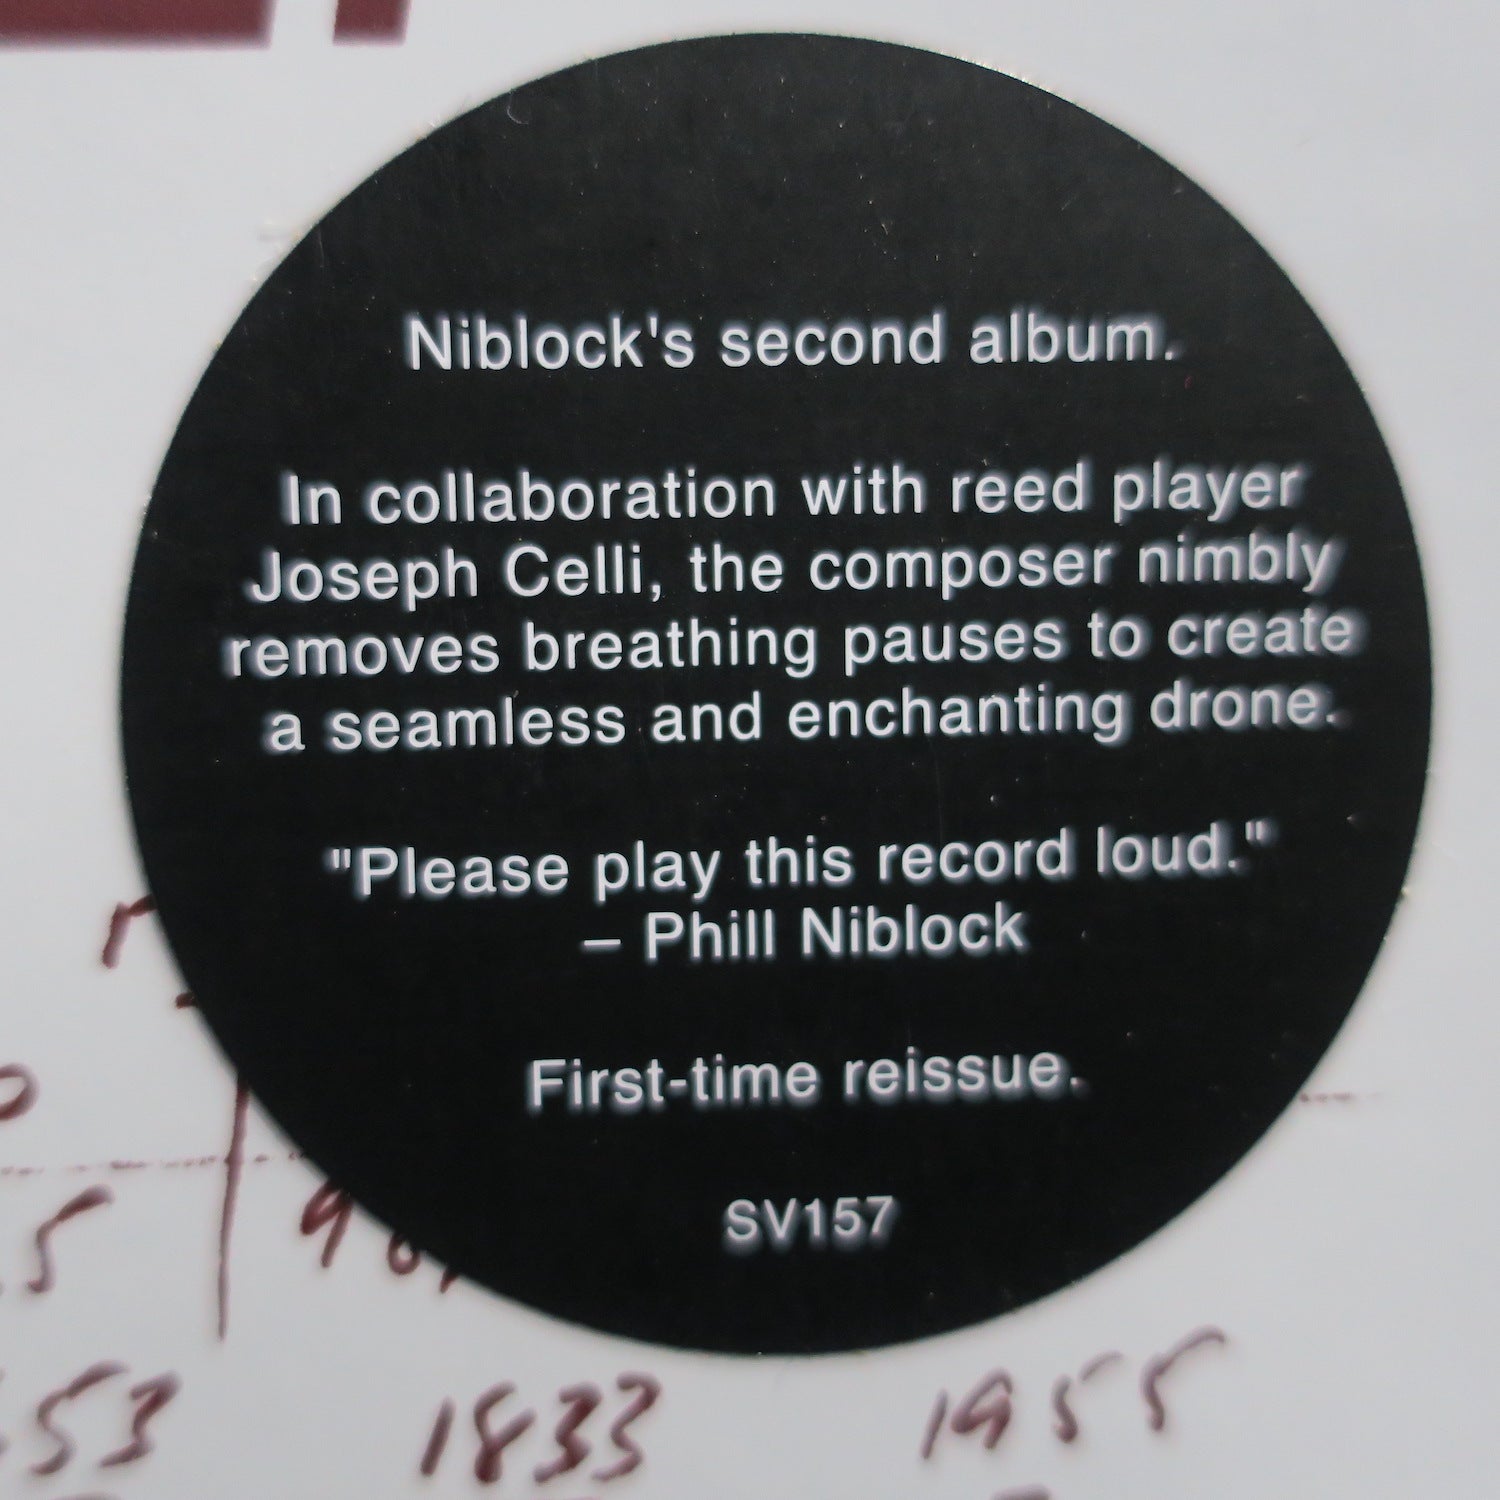 Niblock's second album.
In collaboration with reed player
Joseph Celli, the composer nimbly
removes breathing pauses to create
a seamless and enchanting drone.
"Please play this record loud."
– Phill Niblock
First-time reissue.
SV157
1833
1955